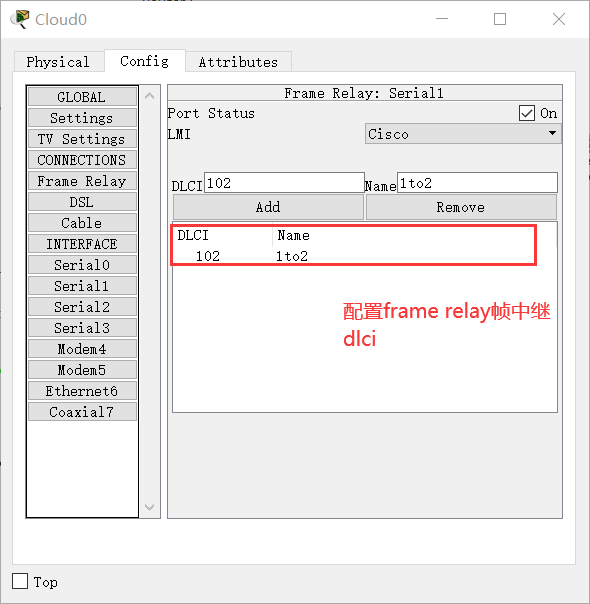 Cloud0
Physical Config Attributes
GLOBAL
Settings
TV Settings
CONNECTIONS
Frame Relay
DSL
Cable
INTERFACE
Serial0
Serial1
Serial2
Serial3
Modem4
Modem5
Ethernet6
Coaxial7
Frame Relay: Serial1
Port Status On
LMI Cisco
DLCI 102 Name 1to2
Add Remove
DLCI Name
102 1to2
配置frame relay帧中继
dlci
Top